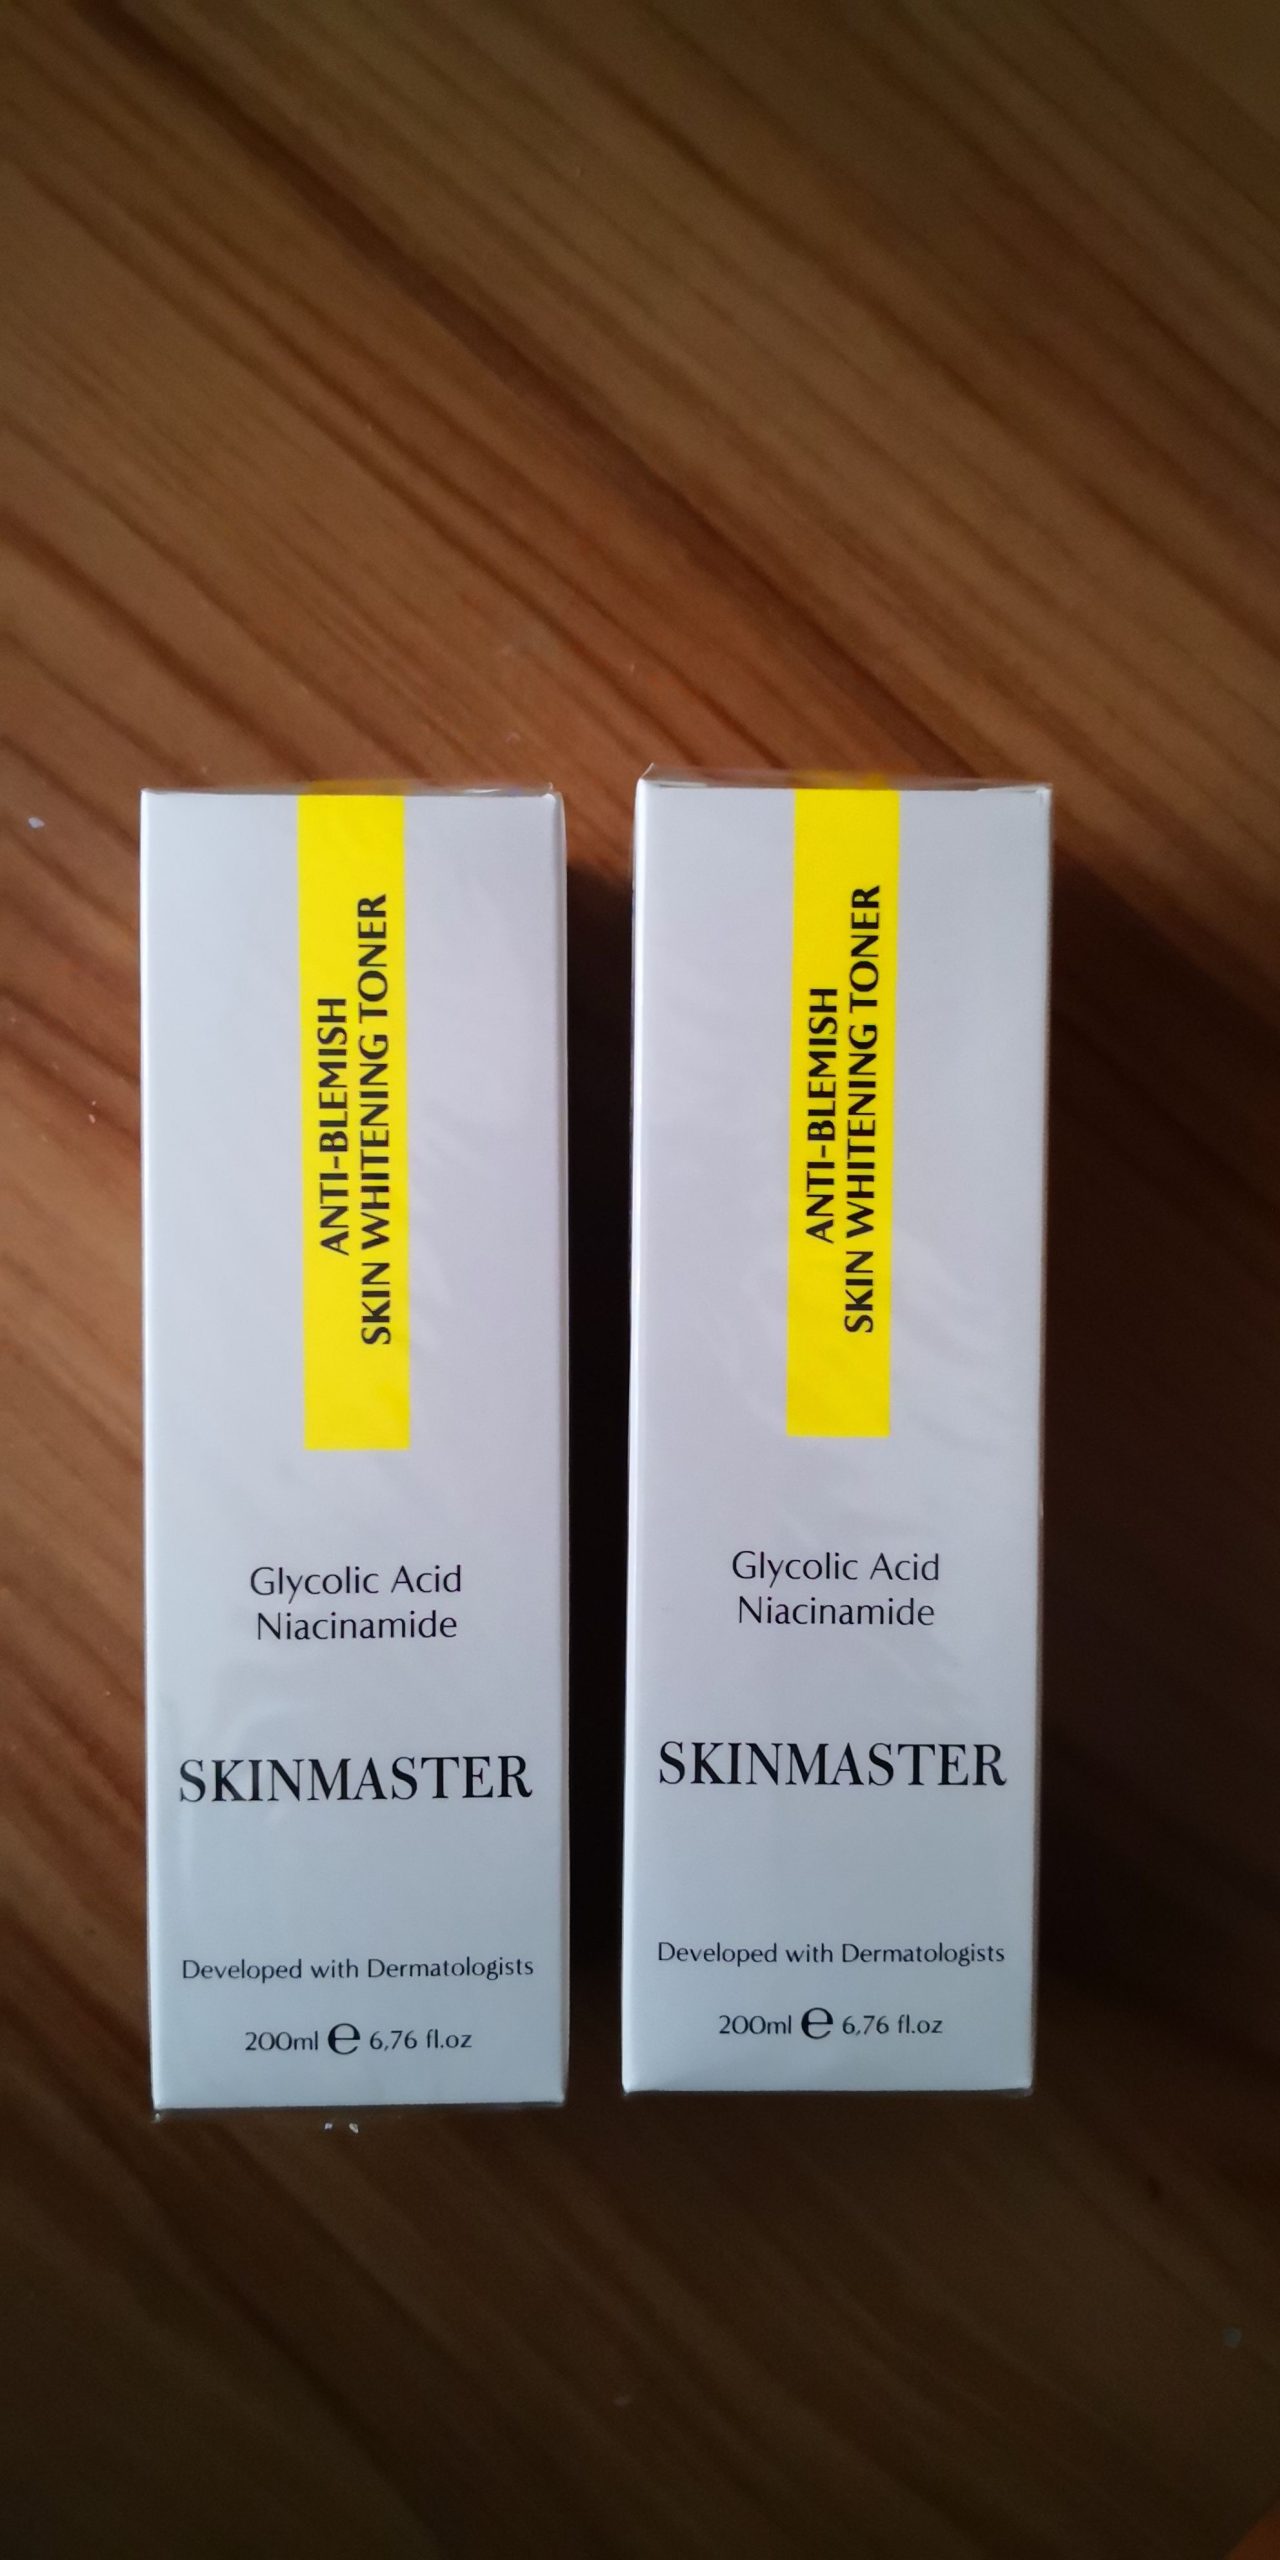 ANTI-BLEMISH
SKIN WHITENING TONER
Glycolic Acid
Niacinamide
SKINMASTER
Developed with Dermatologists
200ml ℮ 6,76 fl.oz
ANTI-BLEMISH
SKIN WHITENING TONER
Glycolic Acid
Niacinamide
SKINMASTER
Developed with Dermatologists
200ml ℮ 6,76 fl.oz